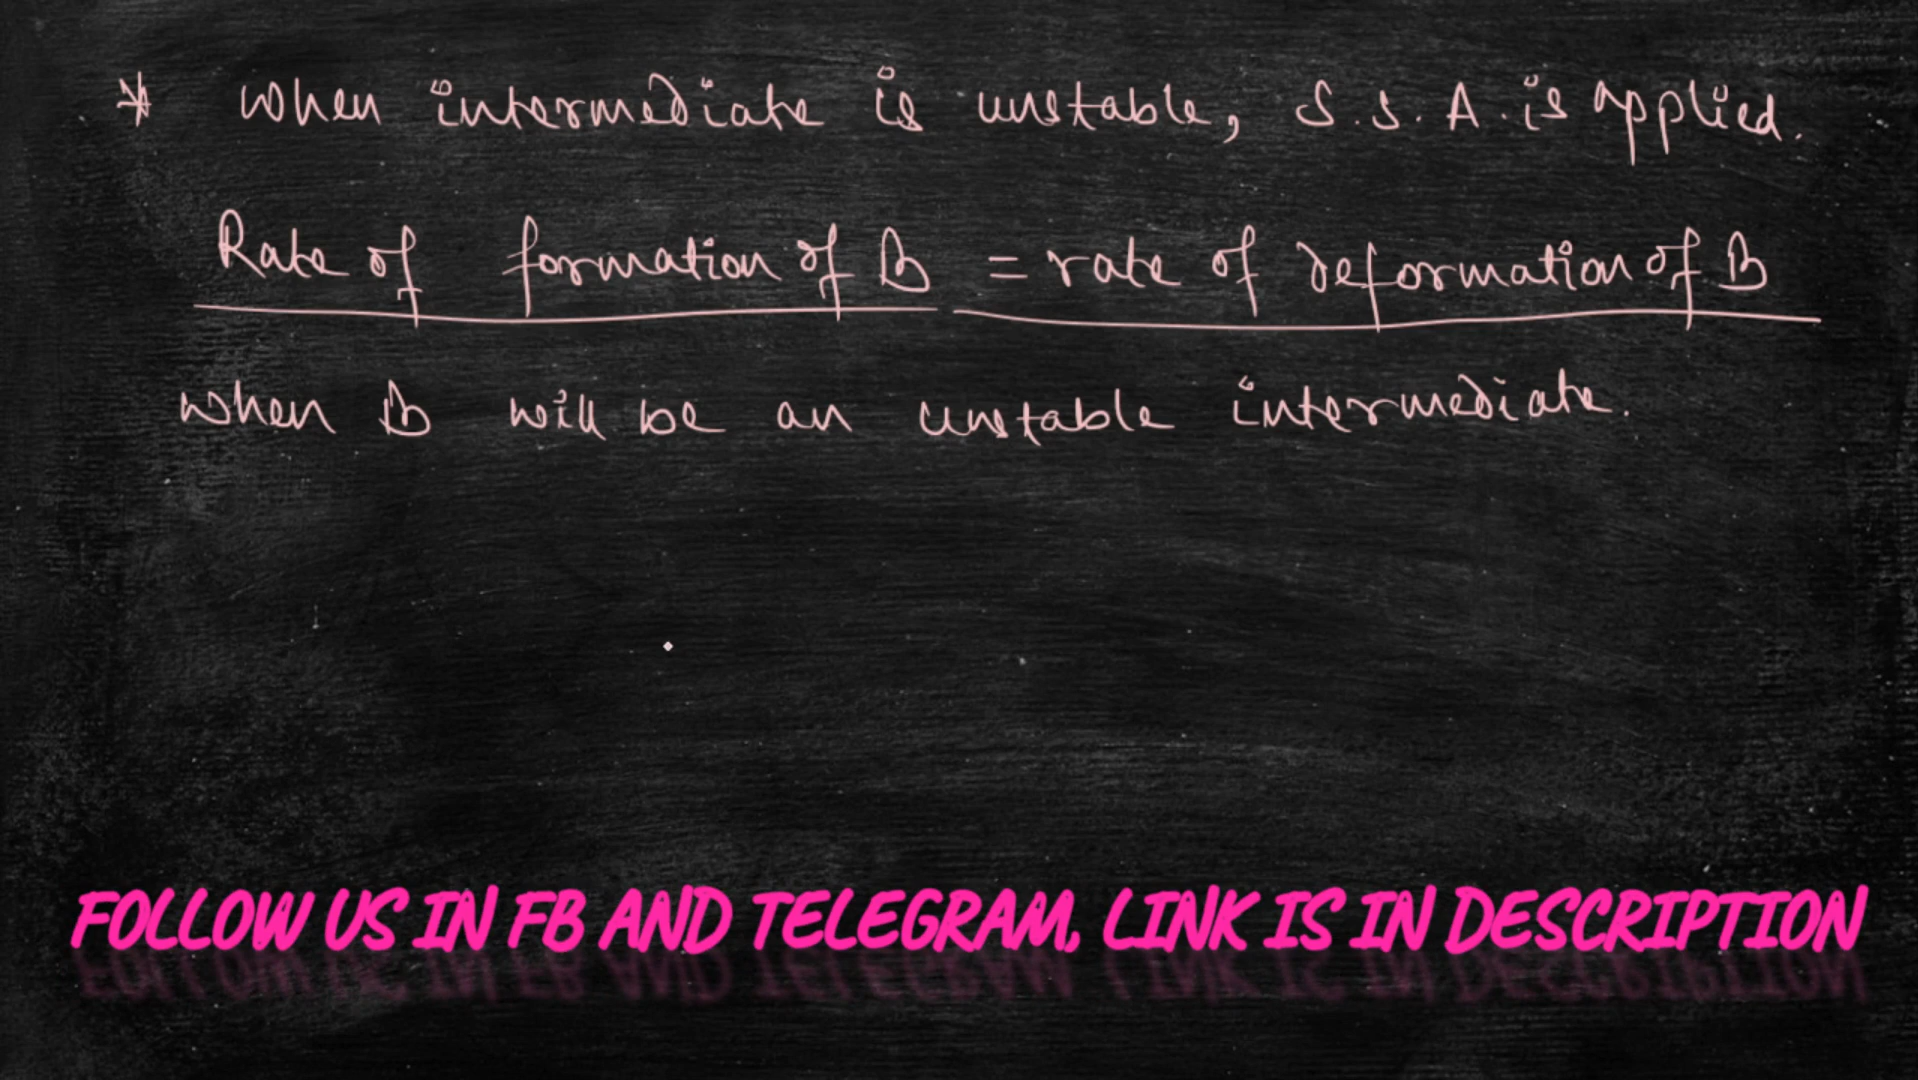 * When intermediate is unstable, S.S.A. is applied.
Rate of formation of B = rate of deformation of B
when B will be an unstable intermediate.
FOLLOW US IN FB AND TELEGRAM, LINK IS IN DESCRIPTION